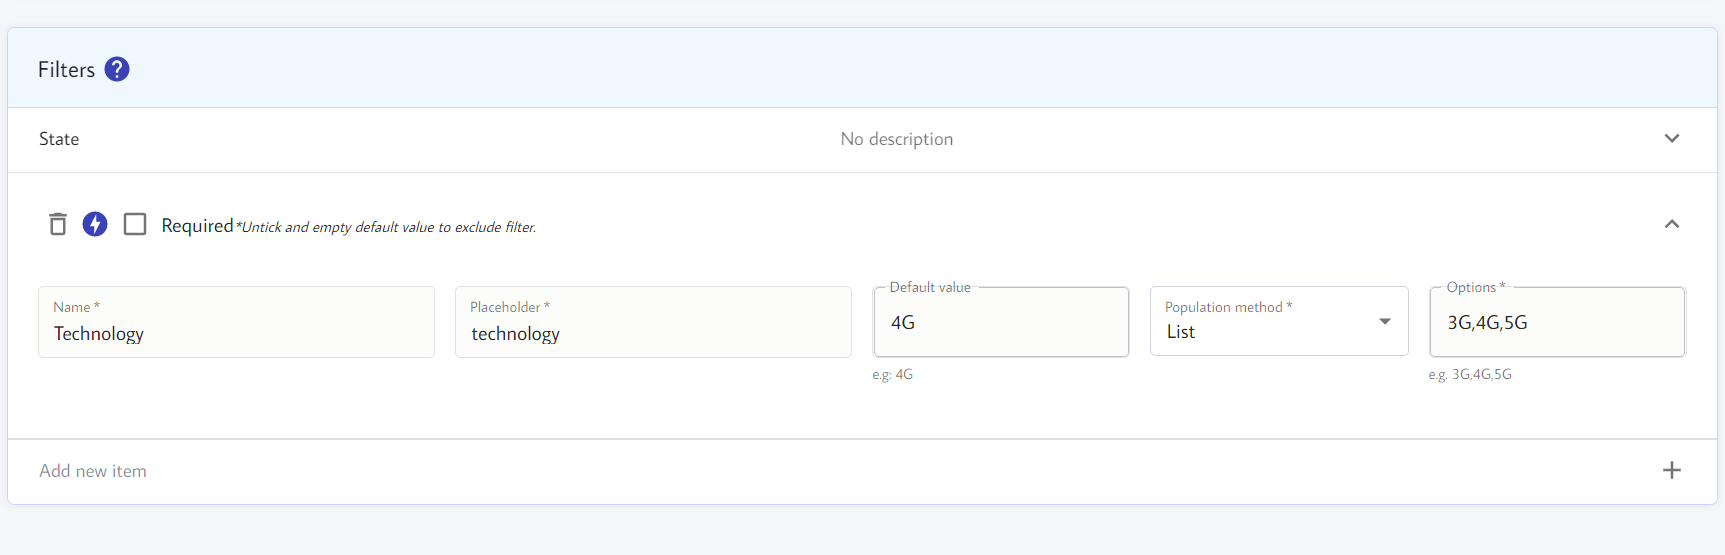 Filters ?
State No description
Required*Untick and empty default value to exclude filter.
Name * Placeholder * Default value Population method * Options *
Technology technology 4G List 3G,4G,5G
e.g: 4G e.g. 3G,4G,5G
Add new item